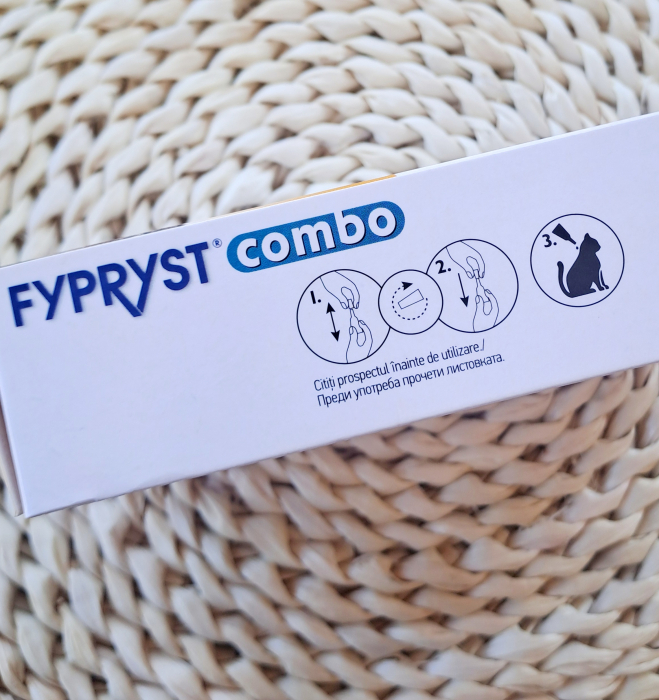 FYPRYST® combo
1.
2.
3.
Citiți prospectul înainte de utilizare./
Преди употреба прочети листовката.